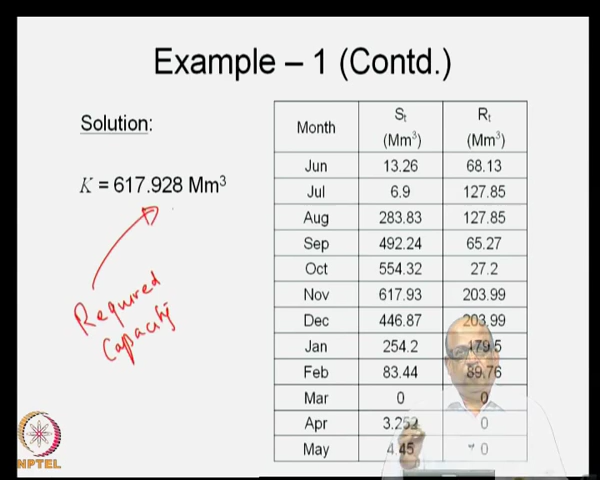 Example – 1 (Contd.)
Solution:
K = 617.928 Mm³
Required
Capacity
Month Sₜ (Mm³) Rₜ (Mm³)
Jun 13.26 68.13
Jul 6.9 127.85
Aug 283.83 127.85
Sep 492.24 65.27
Oct 554.32 27.2
Nov 617.93 203.99
Dec 446.87 203.99
Jan 254.2 179.5
Feb 83.44 89.76
Mar 0 0
Apr 3.252 0
May 4.45 0
NPTEL